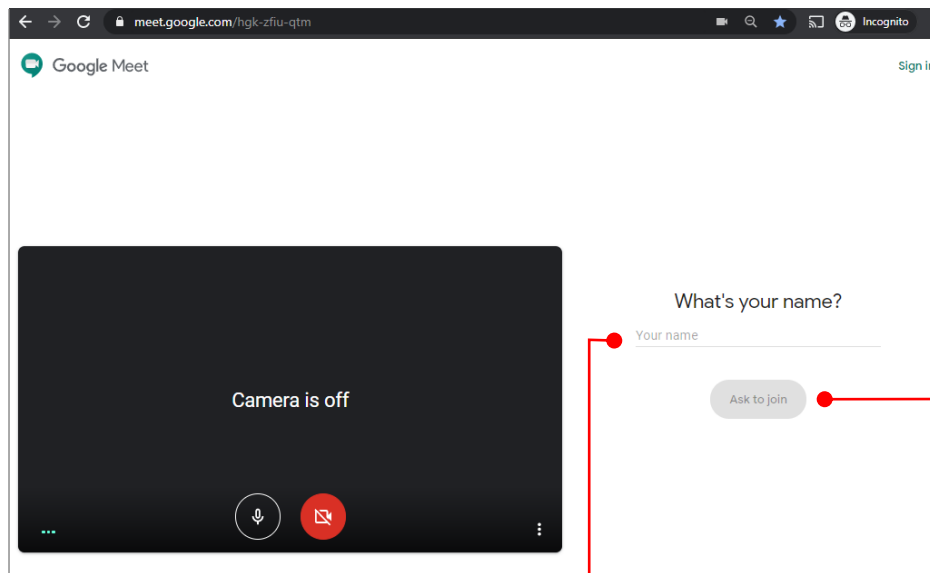 meet.google.com/hgk-zfiu-qtm
Incognito
Google Meet
Sign in
What's your name?
Your name
Camera is off
Ask to join